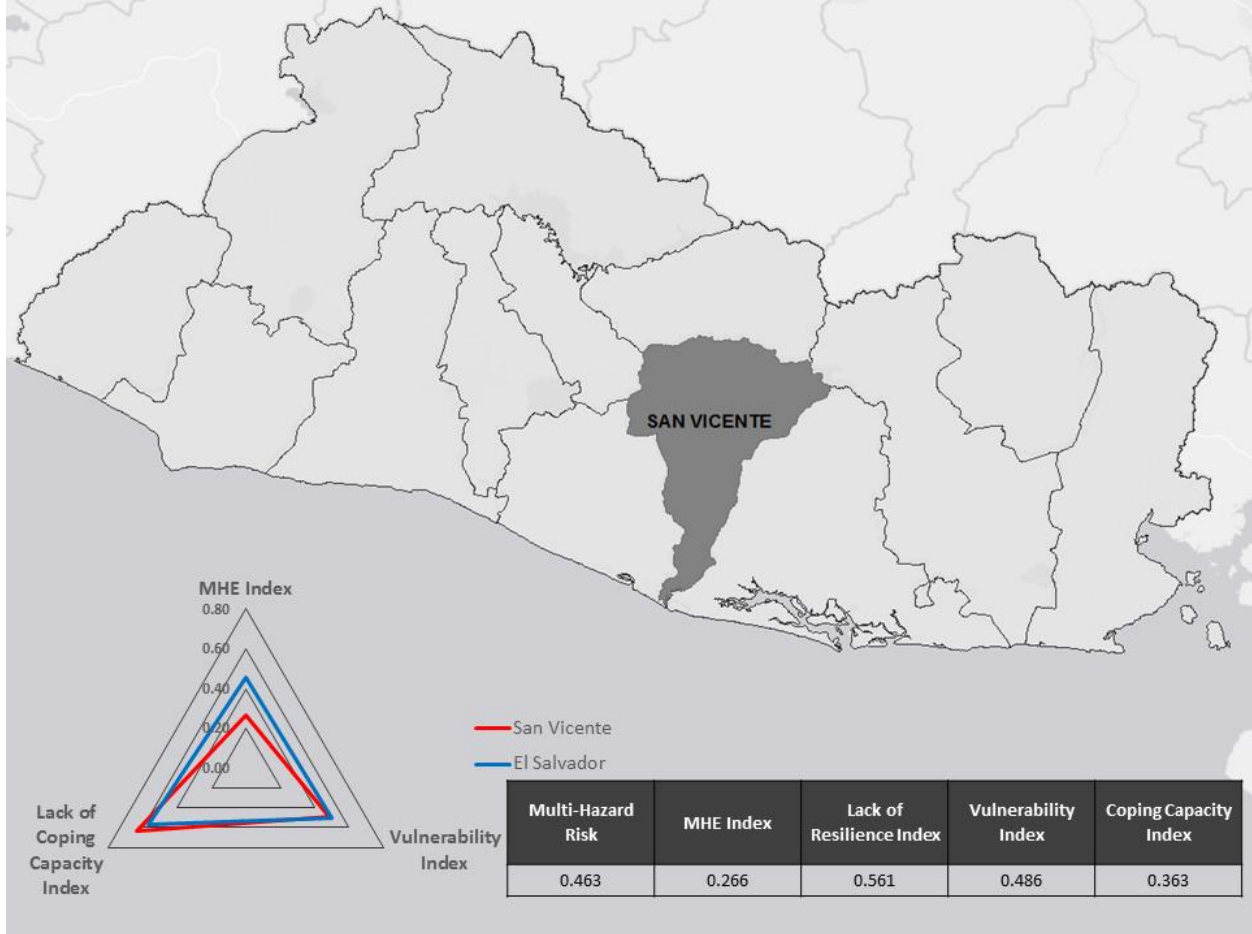 SAN VICENTE
MHE Index
0.80
0.60
0.40
0.20
0.00
Lack of
Coping
Capacity
Index
Vulnerability
Index
San Vicente
El Salvador
Multi-Hazard
Risk
MHE Index
Lack of
Resilience Index
Vulnerability
Index
Coping Capacity
Index
0.463
0.266
0.561
0.486
0.363